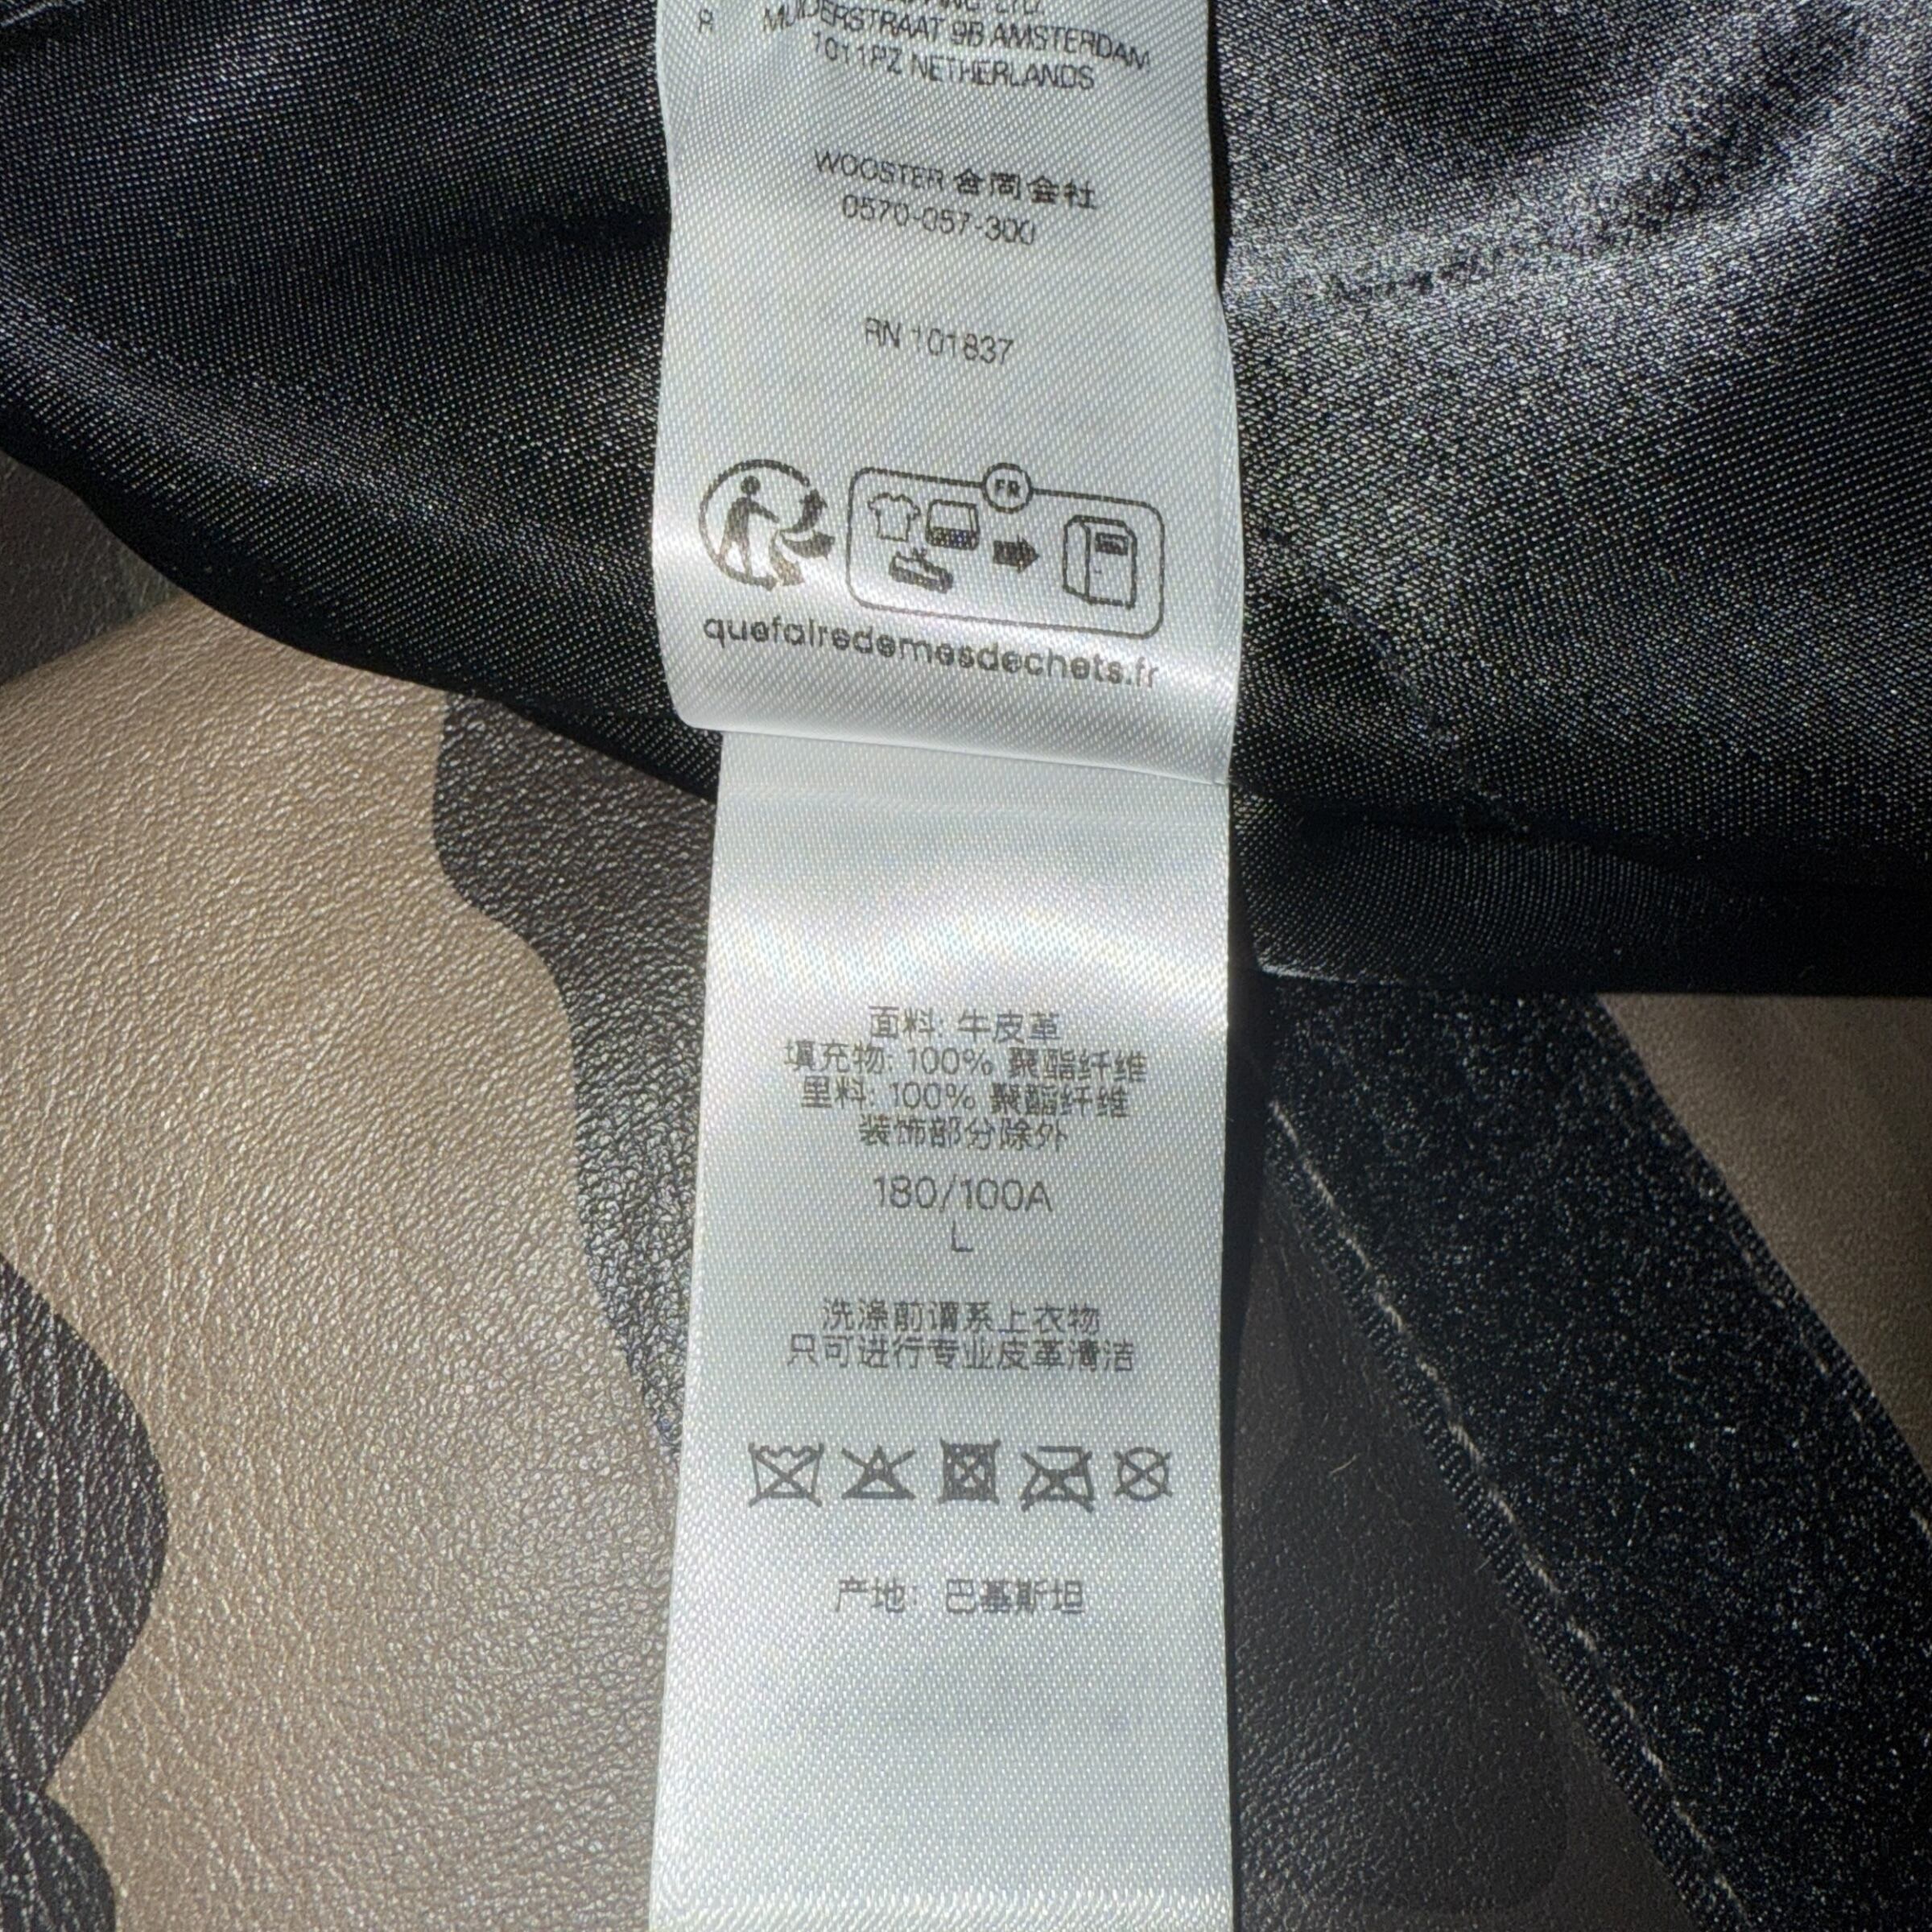 LTD.
R
MUIDERSTRAAT 9B AMSTERDAM
1011PZ NETHERLANDS
WOOSTER 合同会社
0570-057-300
RN 101837
FR
quefairedemesdechets.fr
面料: 牛皮革
填充物: 100% 聚酯纤维
里料: 100% 聚酯纤维
装饰部分除外
180/100A
L
洗涤前请系上衣物
只可进行专业皮革清洁
产地: 巴基斯坦